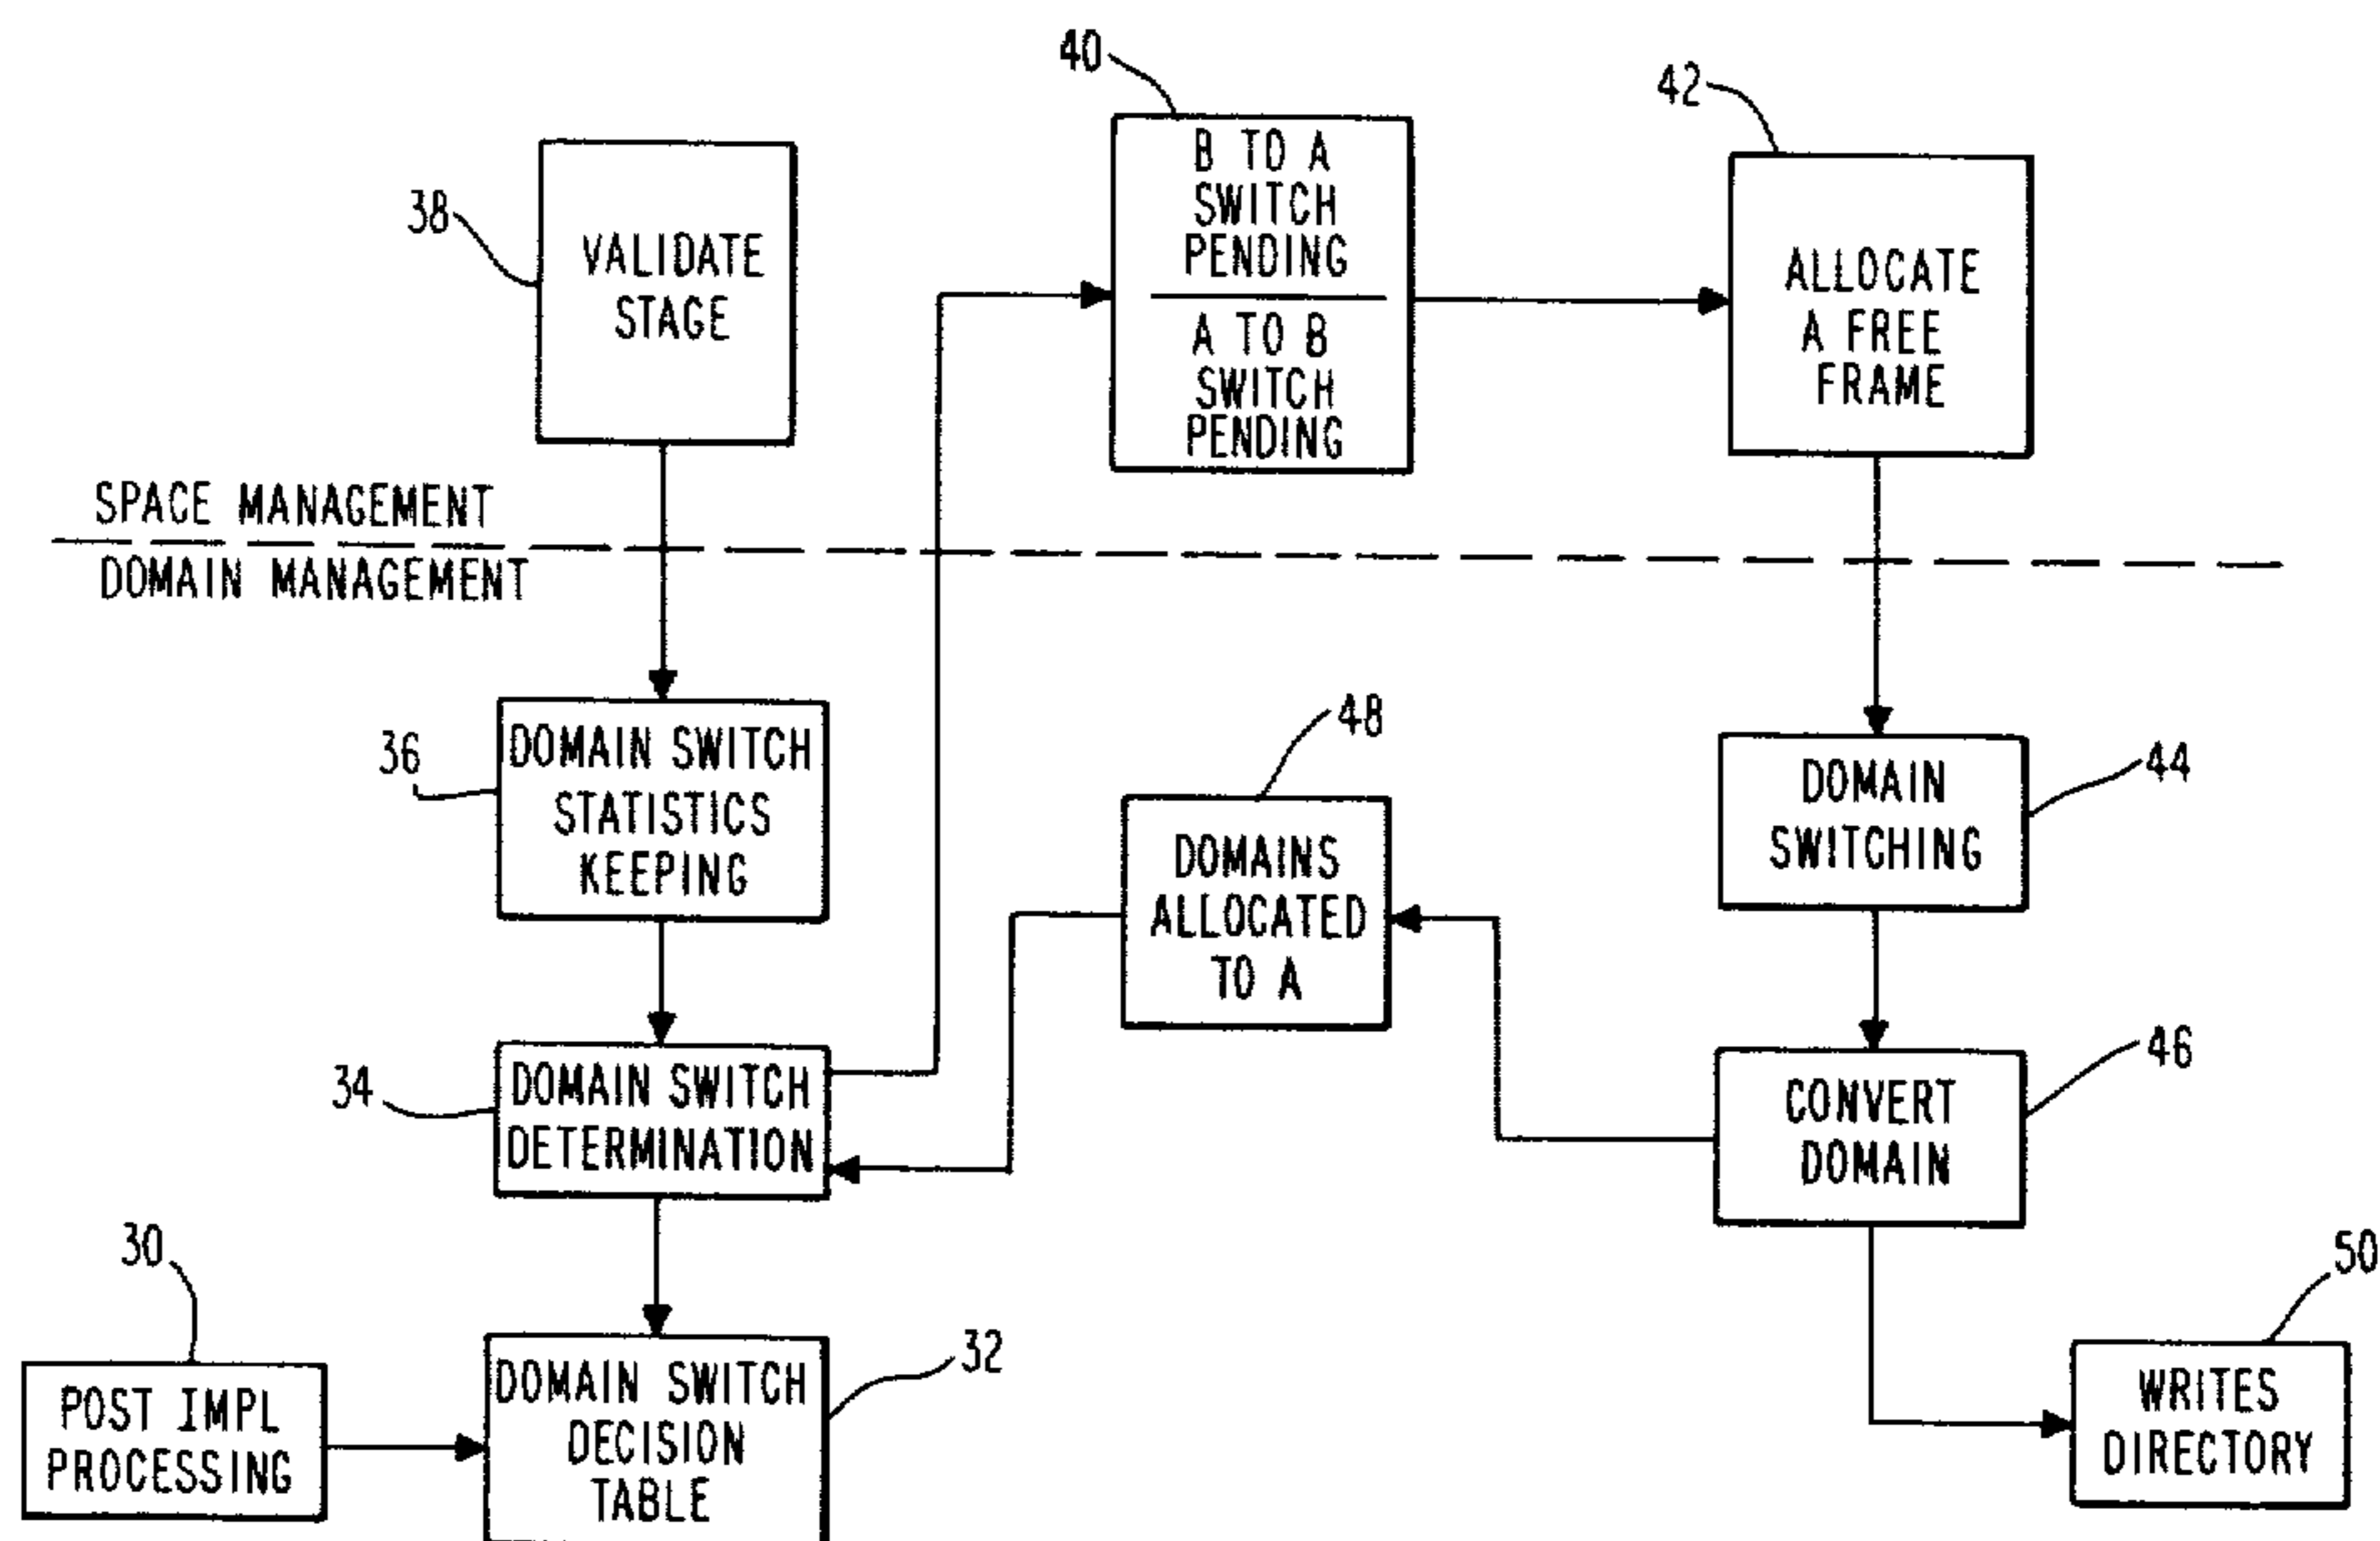 40
B TO A
SWITCH
PENDING
A TO B
SWITCH
PENDING
42
ALLOCATE
A FREE
FRAME
38
VALIDATE
STAGE
SPACE MANAGEMENT
DOMAIN MANAGEMENT
36
DOMAIN SWITCH
STATISTICS
KEEPING
48
DOMAINS
ALLOCATED
TO A
44
DOMAIN
SWITCHING
34
DOMAIN SWITCH
DETERMINATION
46
CONVERT
DOMAIN
30
POST IMPL
PROCESSING
32
DOMAIN SWITCH
DECISION
TABLE
50
WRITES
DIRECTORY